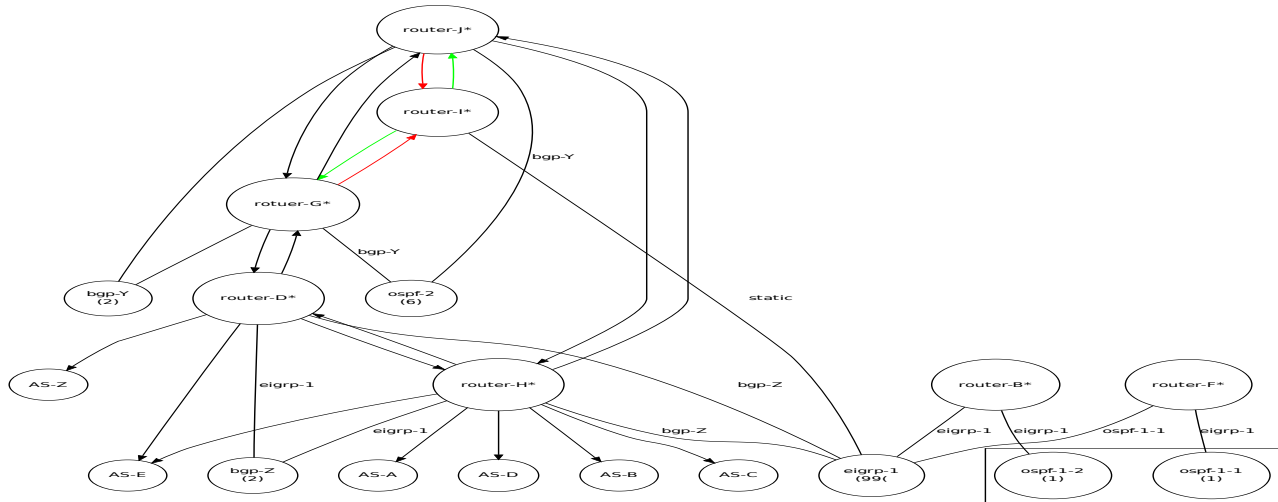 router-J*
router-I*
bgp-Y
rotuer-G*
bgp-Y
bgp-Y
(2)
router-D*
ospf-2
(6)
static
AS-Z
eigrp-1
router-H*
bgp-Z
router-B*
router-F*
eigrp-1
bgp-Z
eigrp-1
eigrp-1
ospf-1-1
eigrp-1
AS-E
bgp-Z
(2)
AS-A
AS-D
AS-B
AS-C
eigrp-1
(99(
ospf-1-2
(1)
ospf-1-1
(1)